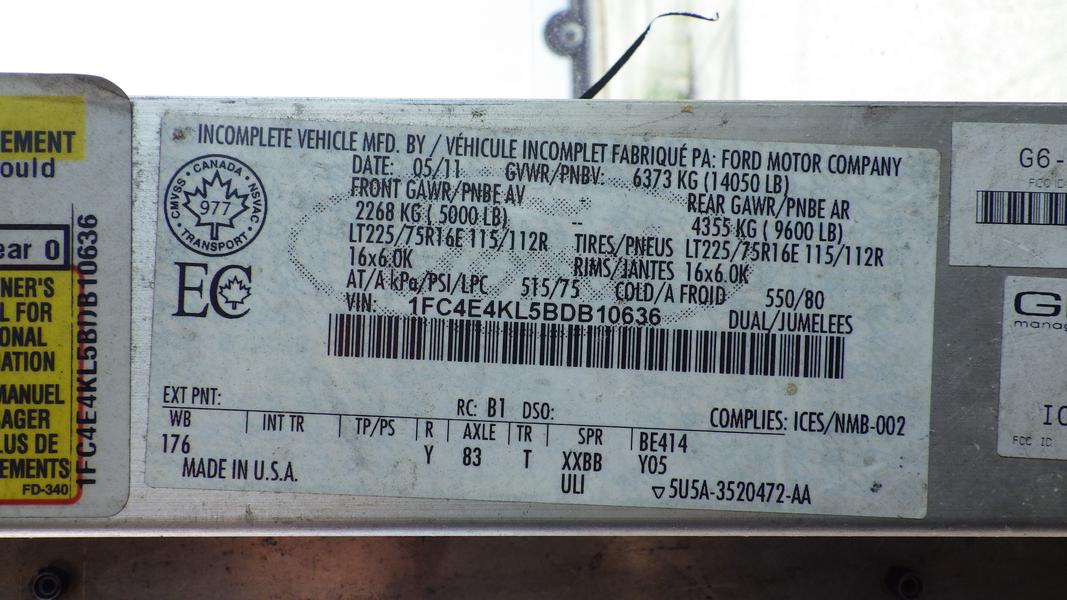 EMENT
ould
ear 0
NER'S
L FOR
ONAL
ATION
MANUEL
AGER
LUS DE
EMENTS
FD-340
1FC4E4KL5BDB10636
INCOMPLETE VEHICLE MFD. BY / VÉHICULE INCOMPLET FABRIQUÉ PA: FORD MOTOR COMPANY
DATE: 05/11 GVWR/PNBV: 6373 KG (14050 LB)
FRONT GAWR/PNBE AV REAR GAWR/PNBE AR
2268 KG ( 5000 LB) -- 4355 KG ( 9600 LB)
LT225/75R16E 115/112R TIRES/PNEUS LT225/75R16E 115/112R
16x6.0K RIMS/JANTES 16x6.0K
AT/A kPa/PSI/LPC 515/75 COLD/A FROID 550/80
VIN: 1FC4E4KL5BDB10636 DUAL/JUMELEES
CANADA
CMVSS NSVAC
977
TRANSPORT
EC
EXT PNT: RC: B1 DSO: COMPLIES: ICES/NMB-002
WB INT TR TP/PS R AXLE TR SPR BE414
176 Y 83 T XXBB Y05
MADE IN U.S.A. ULI ▽5U5A-3520472-AA
G6-
FCC ID
G
manag
IC
FCC ID